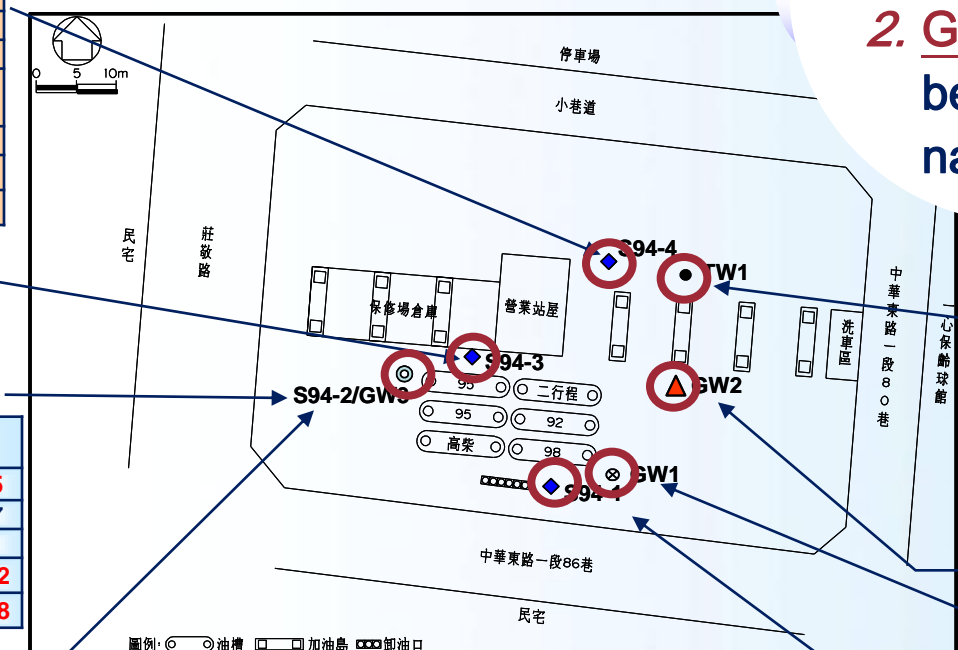 2. G
be
na
0 5 10m
停車場
小巷道
民宅
莊敬路
S94-4
TW1
保修場倉庫
營業站屋
洗車區
中華東路一段80巷
心保齡球館
S94-3
S94-2/GW3
GW2
95
二行程
95
92
高柴
98
GW1
S94-1
中華東路一段86巷
民宅
圖例: 油槽 加油島 卸油口
2
8